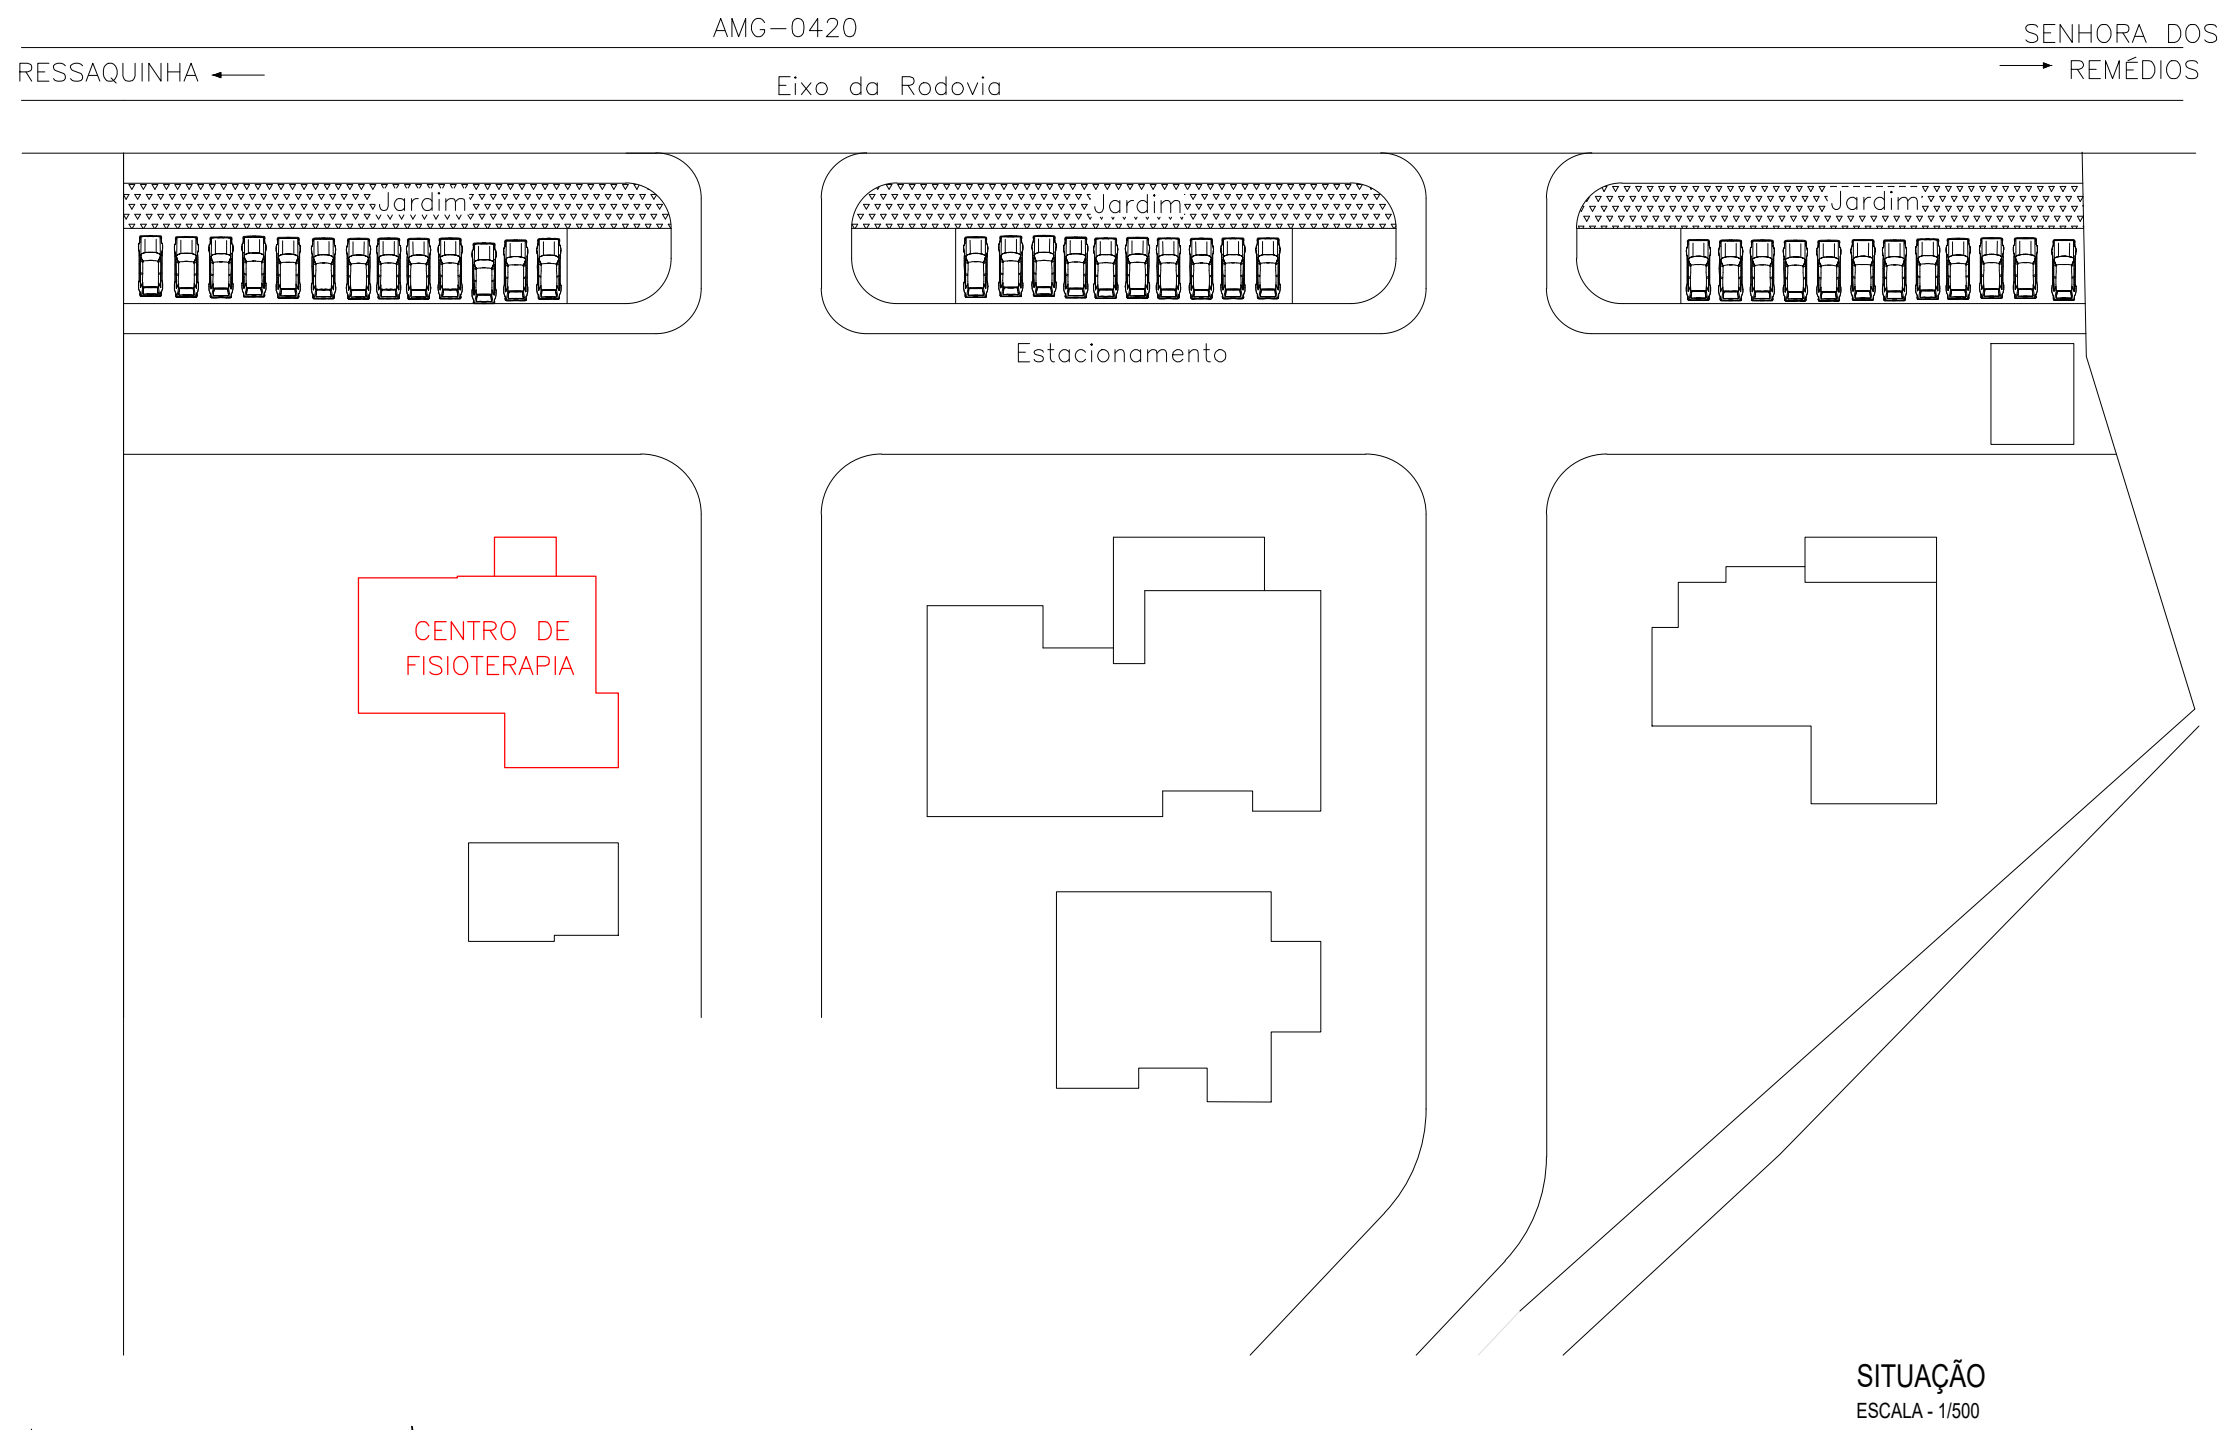 AMG-0420
SENHORA DOS
REMÉDIOS
RESSAQUINHA
Eixo da Rodovia
Jardim
Jardim
Jardim
Estacionamento
CENTRO DE
FISIOTERAPIA
SITUAÇÃO
ESCALA - 1/500